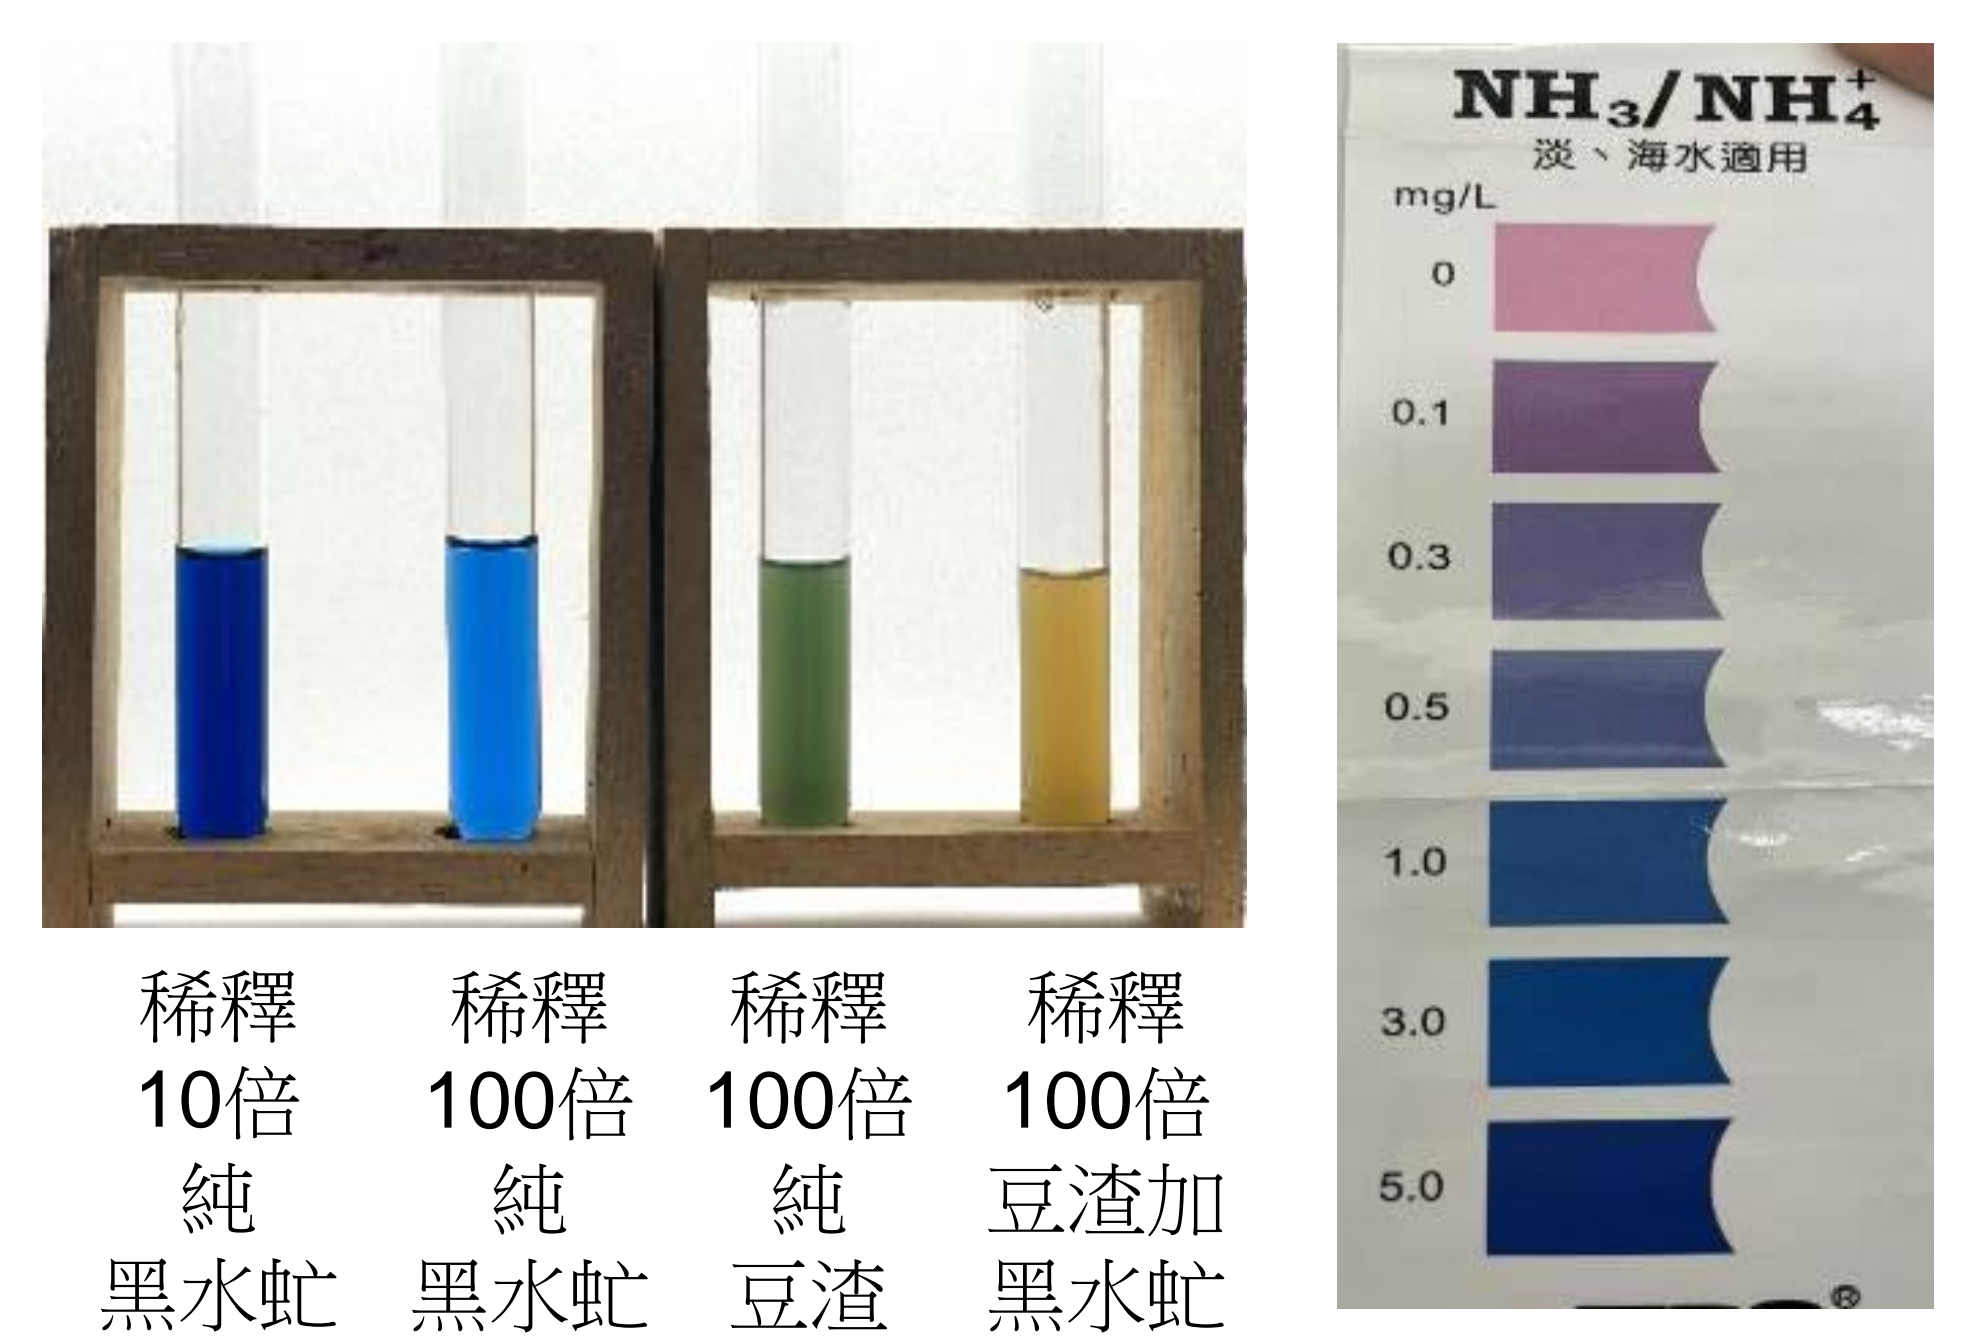 NH₃/NH₄⁺
淡、海水適用
mg/L
0
0.1
0.3
0.5
1.0
3.0
5.0
®
稀釋
10倍
純
黑水虻
稀釋
100倍
純
黑水虻
稀釋
100倍
純
豆渣
稀釋
100倍
豆渣加
黑水虻